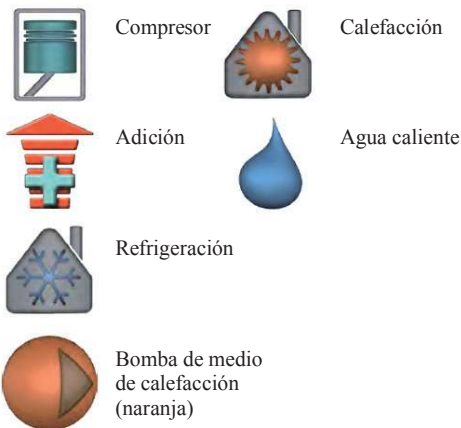 Compresor
Calefacción
Adición
Agua caliente
Refrigeración
Bomba de medio
de calefacción
(naranja)